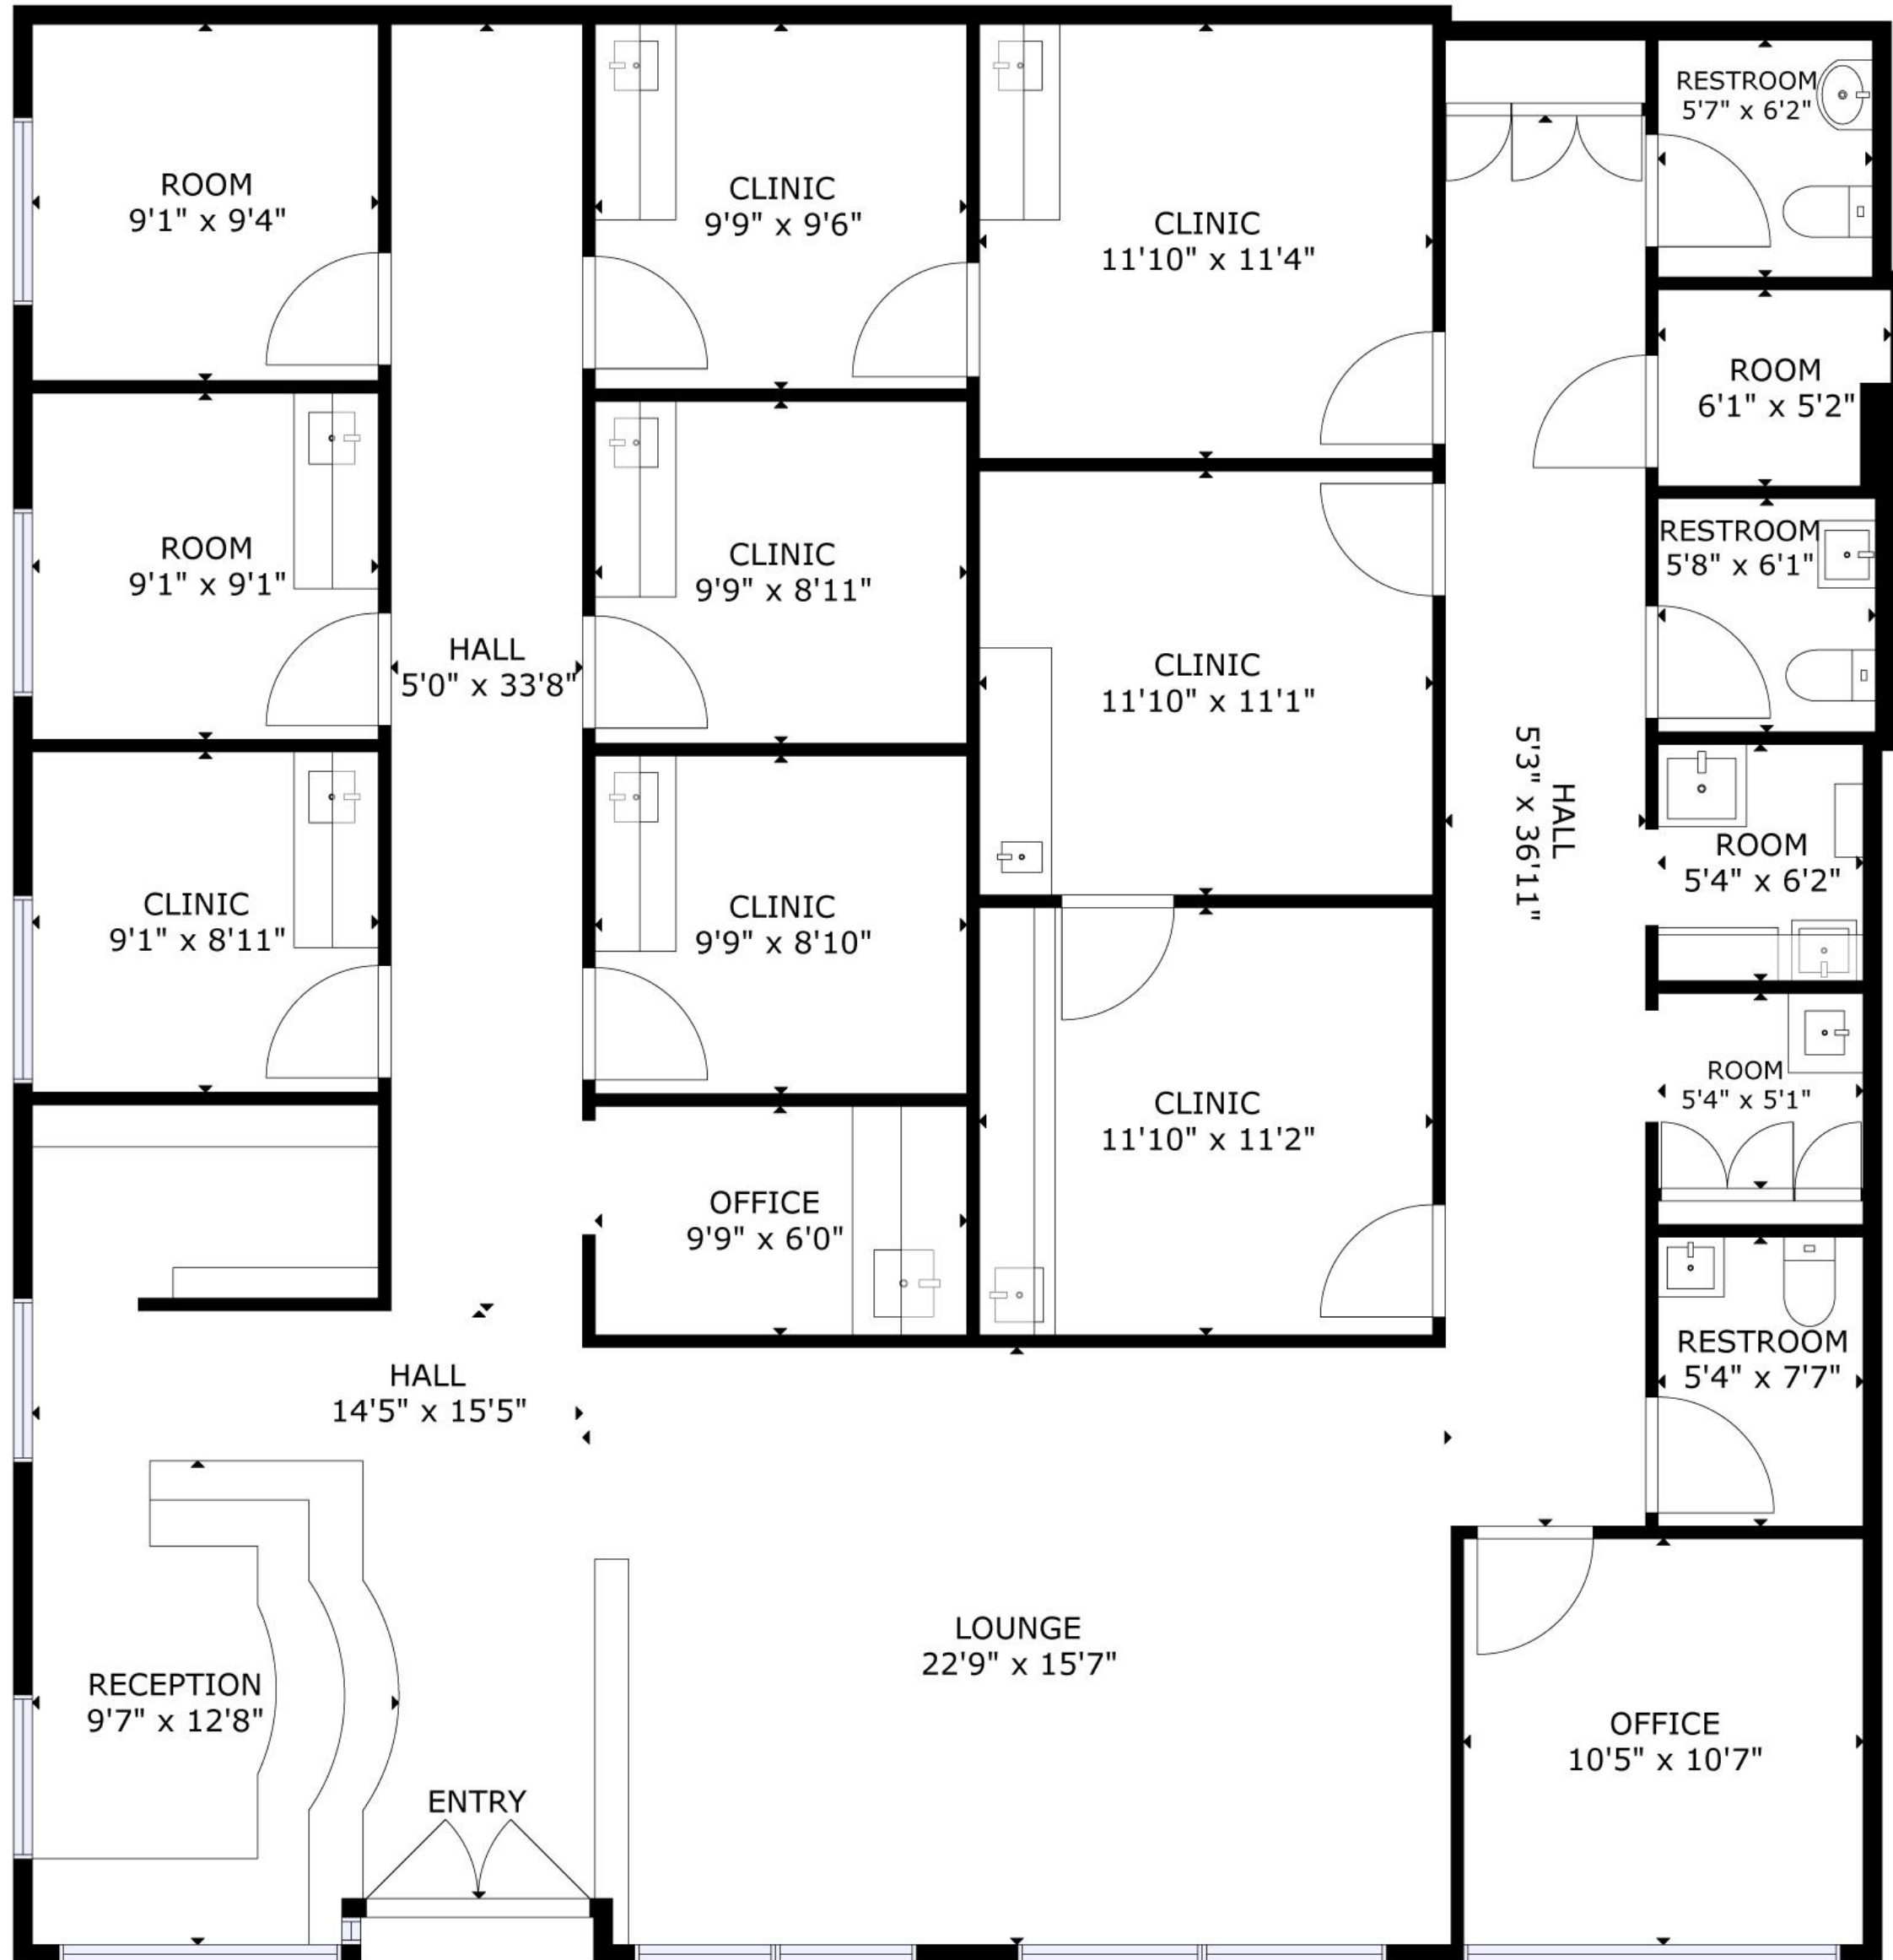 ROOM
9'1" x 9'4"
CLINIC
9'9" x 9'6"
CLINIC
11'10" x 11'4"
RESTROOM
5'7" x 6'2"
ROOM
6'1" x 5'2"
ROOM
9'1" x 9'1"
HALL
5'0" x 33'8"
CLINIC
9'9" x 8'11"
CLINIC
11'10" x 11'1"
RESTROOM
5'8" x 6'1"
HALL
5'3" x 36'11"
ROOM
5'4" x 6'2"
CLINIC
9'1" x 8'11"
CLINIC
9'9" x 8'10"
CLINIC
11'10" x 11'2"
ROOM
5'4" x 5'1"
OFFICE
9'9" x 6'0"
RESTROOM
5'4" x 7'7"
HALL
14'5" x 15'5"
LOUNGE
22'9" x 15'7"
RECEPTION
9'7" x 12'8"
OFFICE
10'5" x 10'7"
ENTRY